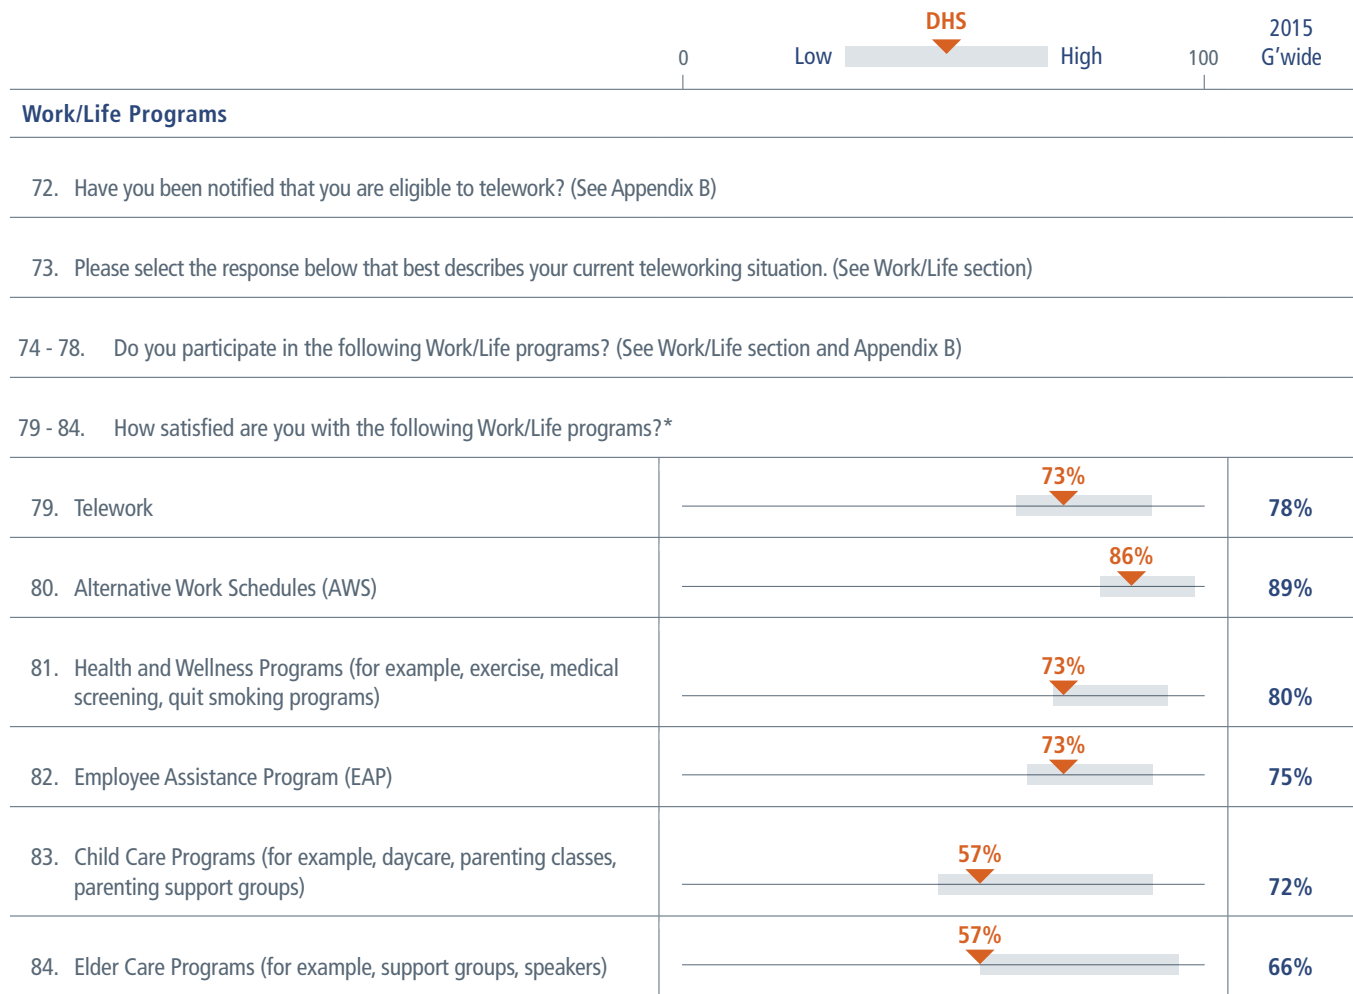 DHS
2015
0 Low High 100 G’wide
Work/Life Programs
72. Have you been notified that you are eligible to telework? (See Appendix B)
73. Please select the response below that best describes your current teleworking situation. (See Work/Life section)
74 - 78. Do you participate in the following Work/Life programs? (See Work/Life section and Appendix B)
79 - 84. How satisfied are you with the following Work/Life programs?*
73%
79. Telework 78%
86%
80. Alternative Work Schedules (AWS) 89%
81. Health and Wellness Programs (for example, exercise, medical 73%
screening, quit smoking programs) 80%
73%
82. Employee Assistance Program (EAP) 75%
83. Child Care Programs (for example, daycare, parenting classes, 57%
parenting support groups) 72%
57%
84. Elder Care Programs (for example, support groups, speakers) 66%